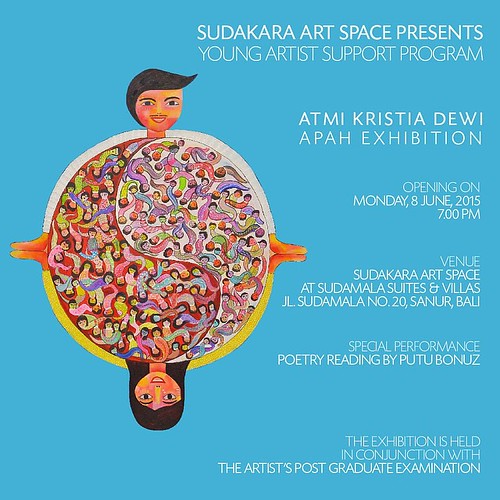 SUDAKARA ART SPACE PRESENTS
YOUNG ARTIST SUPPORT PROGRAM
ATMI KRISTIA DEWI
APAH EXHIBITION
OPENING ON
MONDAY, 8 JUNE, 2015
7.00 PM
VENUE
SUDAKARA ART SPACE
AT SUDAMALA SUITES & VILLAS
JL. SUDAMALA NO. 20, SANUR, BALI
SPECIAL PERFORMANCE
POETRY READING BY PUTU BONUZ
THE EXHIBITION IS HELD
IN CONJUNCTION WITH
THE ARTIST'S POST GRADUATE EXAMINATION